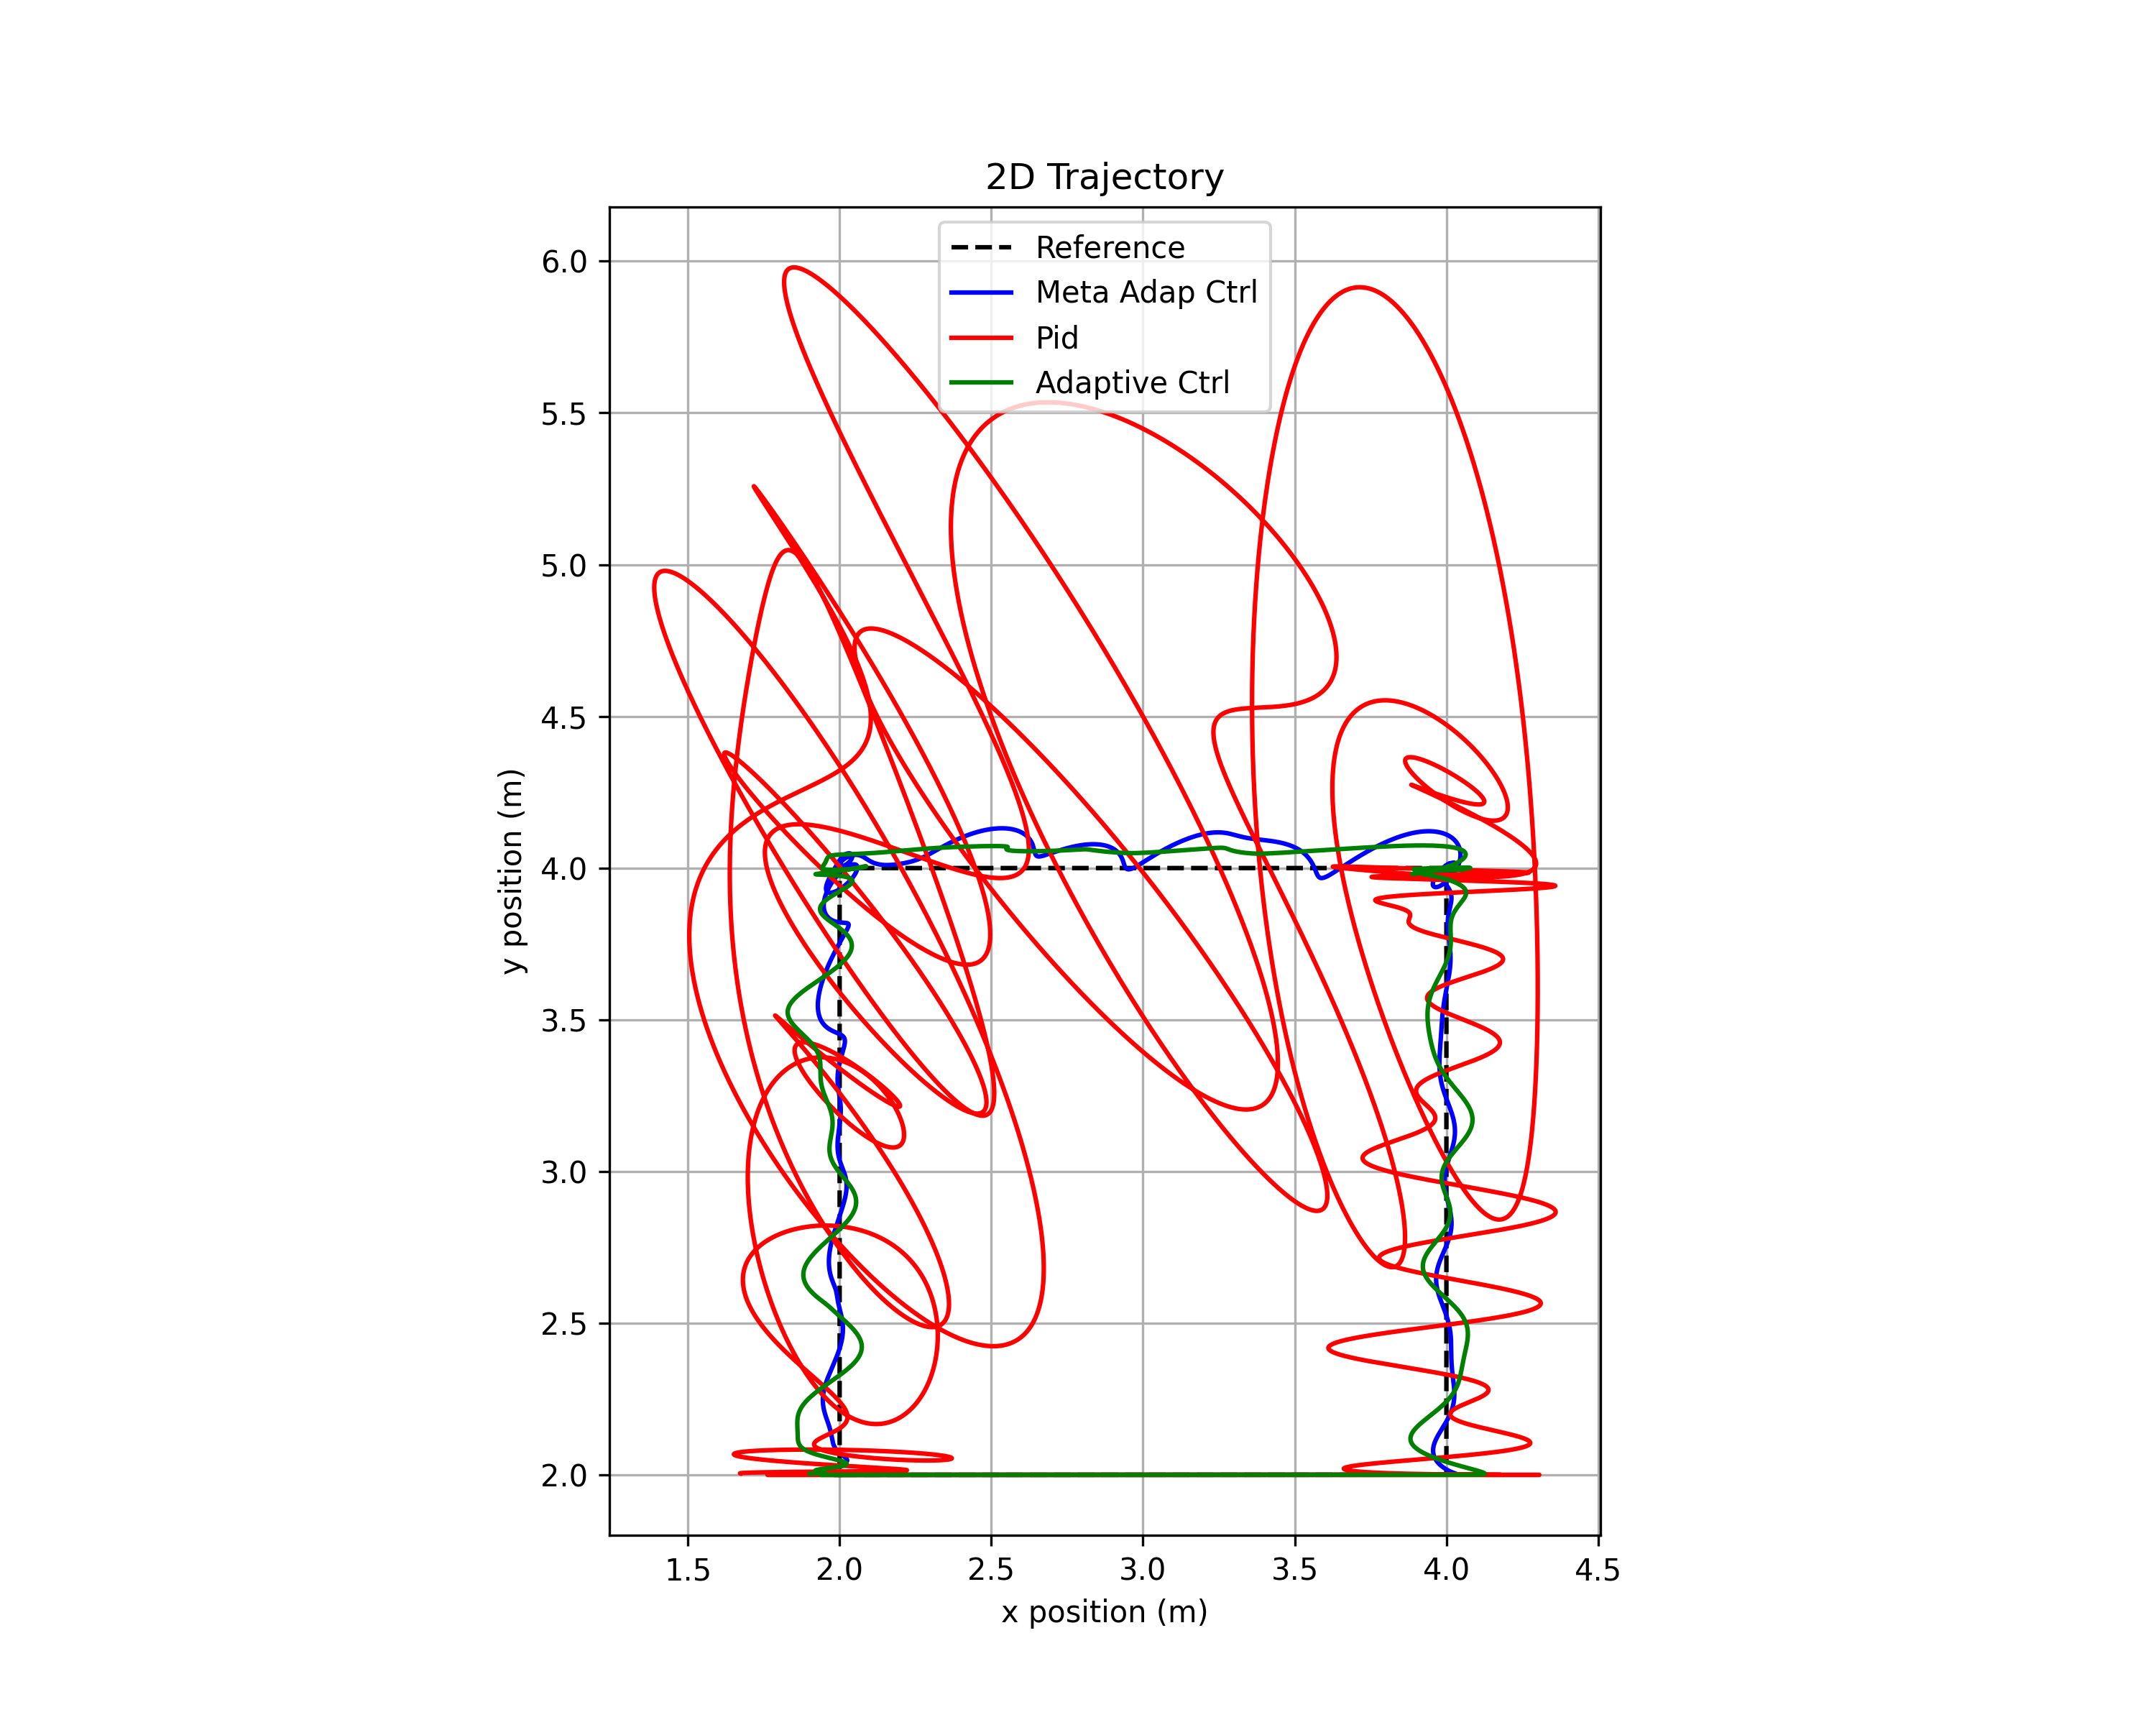 2D Trajectory
Reference
Meta Adap Ctrl
Pid
Adaptive Ctrl
6.0
5.5
5.0
4.5
4.0
3.5
3.0
2.5
2.0
y position (m)
1.5 2.0 2.5 3.0 3.5 4.0 4.5
x position (m)